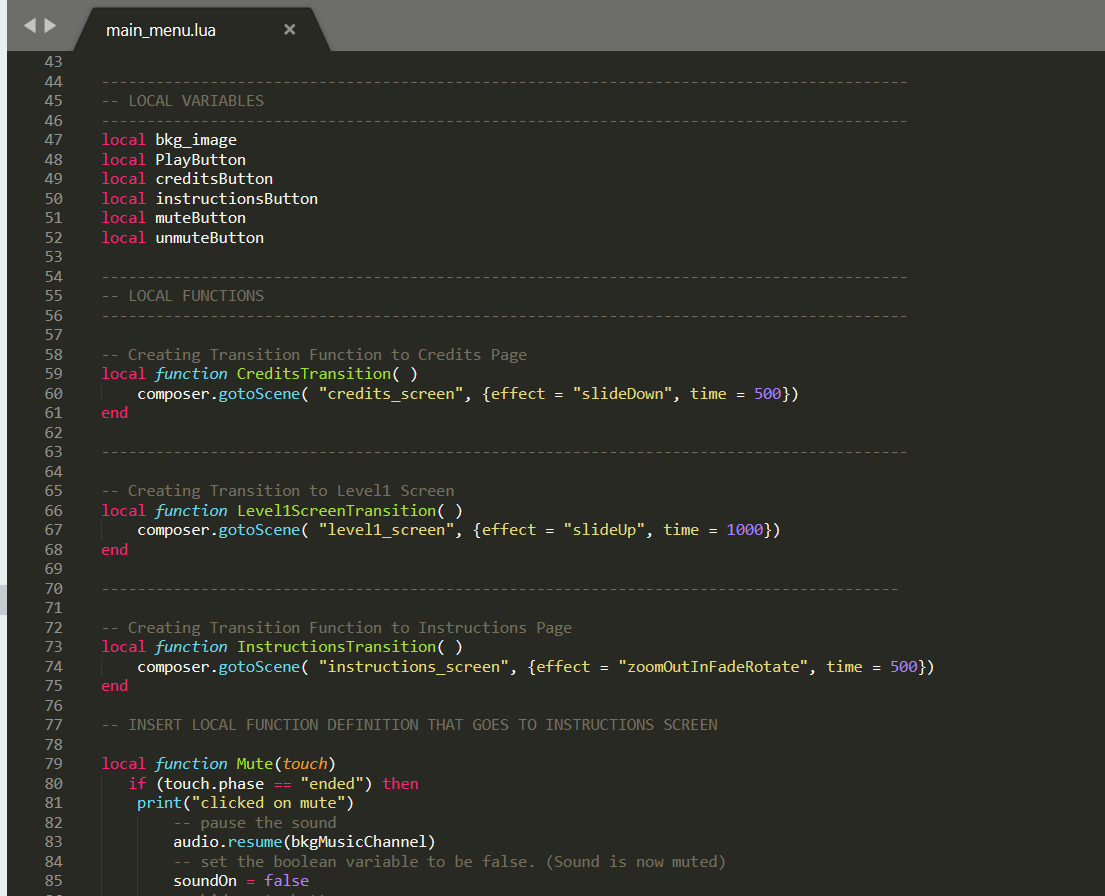 main_menu.lua ×
43
44 -----------------------------------------------------------------------------------------
45 -- LOCAL VARIABLES
46 -----------------------------------------------------------------------------------------
47 local bkg_image
48 local PlayButton
49 local creditsButton
50 local instructionsButton
51 local muteButton
52 local unmuteButton
53
54 -----------------------------------------------------------------------------------------
55 -- LOCAL FUNCTIONS
56 -----------------------------------------------------------------------------------------
57
58 -- Creating Transition Function to Credits Page
59 local function CreditsTransition( )
60     composer.gotoScene( "credits_screen", {effect = "slideDown", time = 500})
61 end
62
63 -----------------------------------------------------------------------------------------
64
65 -- Creating Transition to Level1 Screen
66 local function Level1ScreenTransition( )
67     composer.gotoScene( "level1_screen", {effect = "slideUp", time = 1000})
68 end
69
70 ----------------------------------------------------------------------------------------
71
72 -- Creating Transition Function to Instructions Page
73 local function InstructionsTransition( )
74     composer.gotoScene( "instructions_screen", {effect = "zoomOutInFadeRotate", time = 500})
75 end
76
77 -- INSERT LOCAL FUNCTION DEFINITION THAT GOES TO INSTRUCTIONS SCREEN
78
79 local function Mute(touch)
80    if (touch.phase == "ended") then
81     print("clicked on mute")
82         -- pause the sound
83         audio.resume(bkgMusicChannel)
84         -- set the boolean variable to be false. (Sound is now muted)
85         soundOn = false